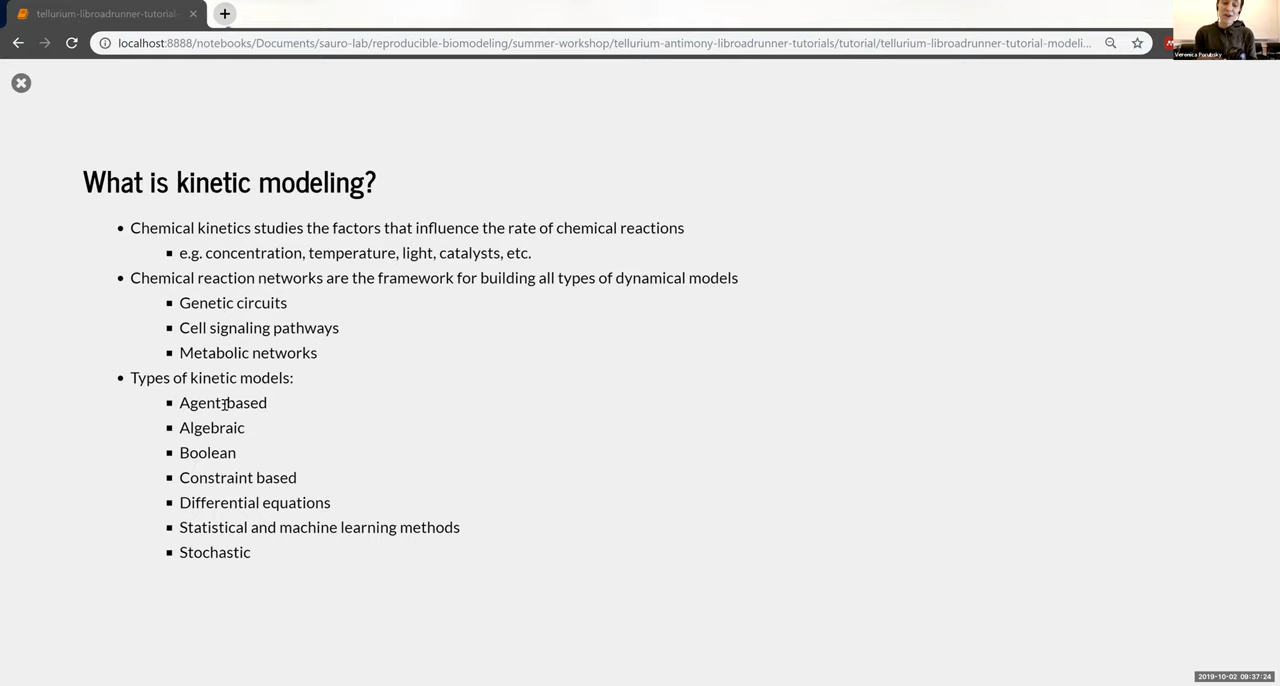 tellurium-libroadrunner-tutorial-
localhost:8888/notebooks/Documents/sauro-lab/reproducible-biomodeling/summer-workshop/tellurium-antimony-libroadrunner-tutorials/tutorial/tellurium-libroadrunner-tutorial-modeli...
Veronica Porubsky
What is kinetic modeling?
• Chemical kinetics studies the factors that influence the rate of chemical reactions
▪ e.g. concentration, temperature, light, catalysts, etc.
• Chemical reaction networks are the framework for building all types of dynamical models
▪ Genetic circuits
▪ Cell signaling pathways
▪ Metabolic networks
• Types of kinetic models:
▪ Agent based
▪ Algebraic
▪ Boolean
▪ Constraint based
▪ Differential equations
▪ Statistical and machine learning methods
▪ Stochastic
2019-10-02 09:37:24